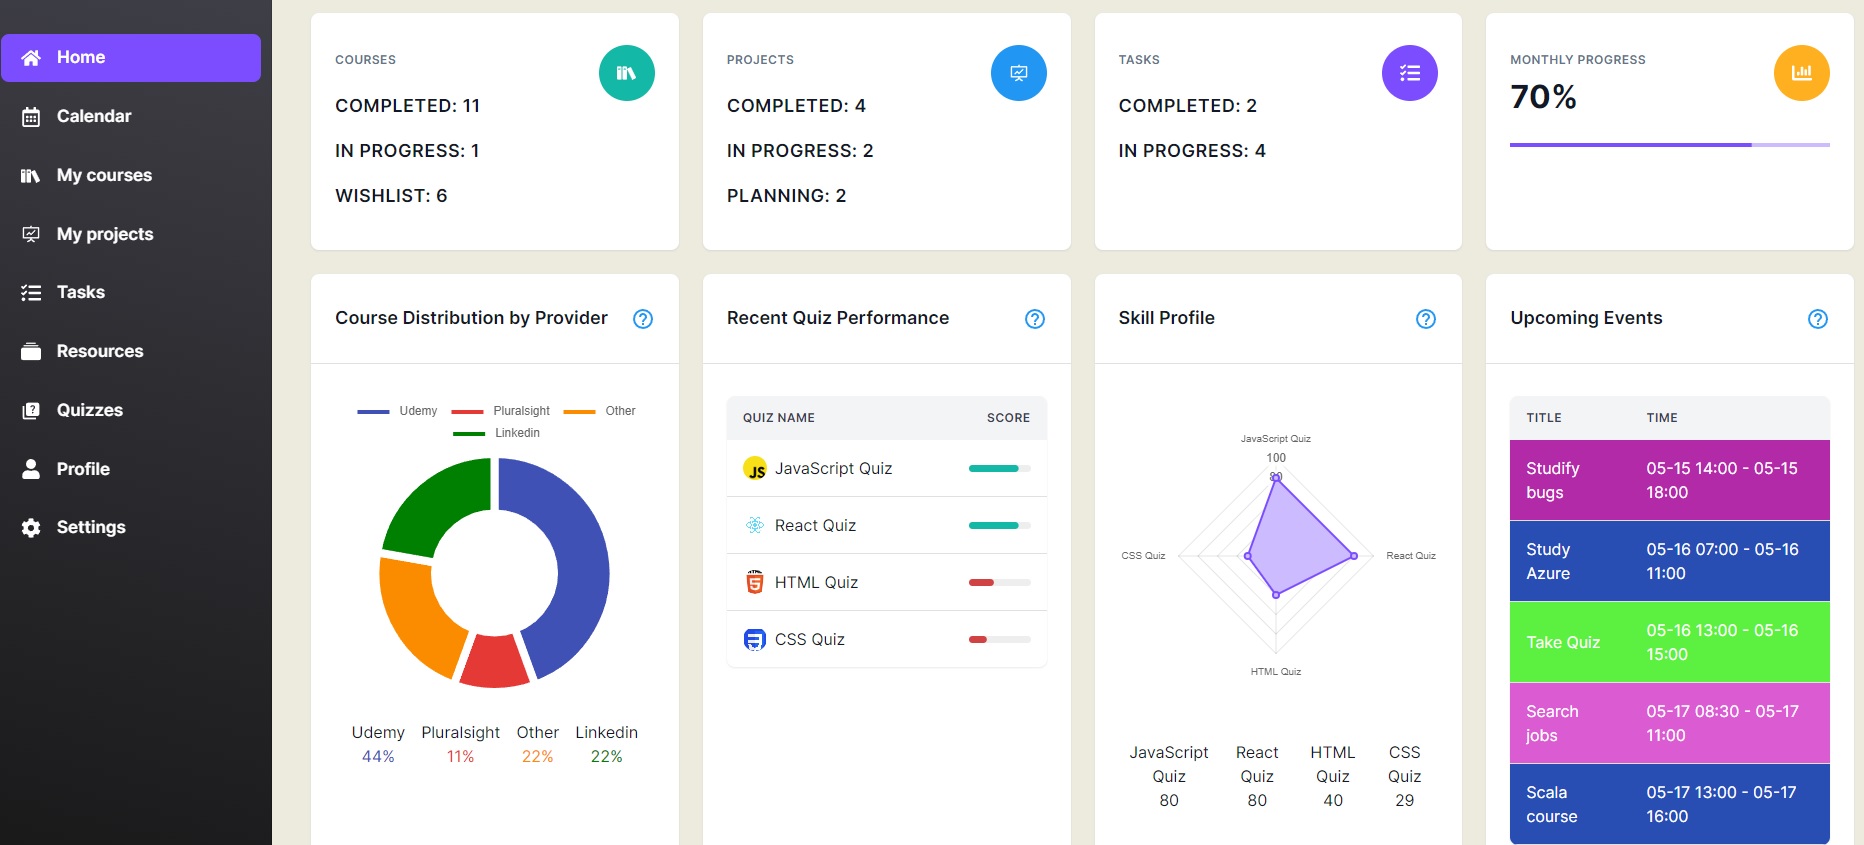 Home
Calendar
My courses
My projects
Tasks
Resources
Quizzes
Profile
Settings
COURSES
COMPLETED: 11
IN PROGRESS: 1
WISHLIST: 6
PROJECTS
COMPLETED: 4
IN PROGRESS: 2
PLANNING: 2
TASKS
COMPLETED: 2
IN PROGRESS: 4
MONTHLY PROGRESS
70%
Course Distribution by Provider
?
Udemy Pluralsight Other
Linkedin
Udemy Pluralsight Other Linkedin
44% 11% 22% 22%
Recent Quiz Performance
?
QUIZ NAME SCORE
JS JavaScript Quiz
React Quiz
HTML
5 HTML Quiz
CSS Quiz
Skill Profile
?
JavaScript Quiz
100
80
CSS Quiz React Quiz
HTML Quiz
JavaScript React HTML CSS
Quiz Quiz Quiz Quiz
80 80 40 29
Upcoming Events
?
TITLE TIME
Studify 05-15 14:00 - 05-15
bugs 18:00
Study 05-16 07:00 - 05-16
Azure 11:00
Take Quiz 05-16 13:00 - 05-16
15:00
Search 05-17 08:30 - 05-17
jobs 11:00
Scala 05-17 13:00 - 05-17
course 16:00